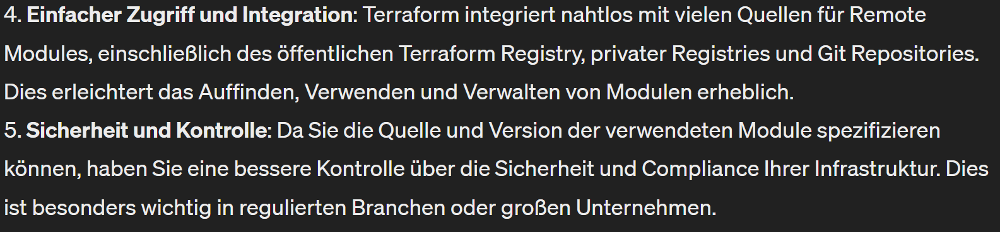 4. Einfacher Zugriff und Integration: Terraform integriert nahtlos mit vielen Quellen für Remote
Modules, einschließlich des öffentlichen Terraform Registry, privater Registries und Git Repositories.
Dies erleichtert das Auffinden, Verwenden und Verwalten von Modulen erheblich.
5. Sicherheit und Kontrolle: Da Sie die Quelle und Version der verwendeten Module spezifizieren
können, haben Sie eine bessere Kontrolle über die Sicherheit und Compliance Ihrer Infrastruktur. Dies
ist besonders wichtig in regulierten Branchen oder großen Unternehmen.